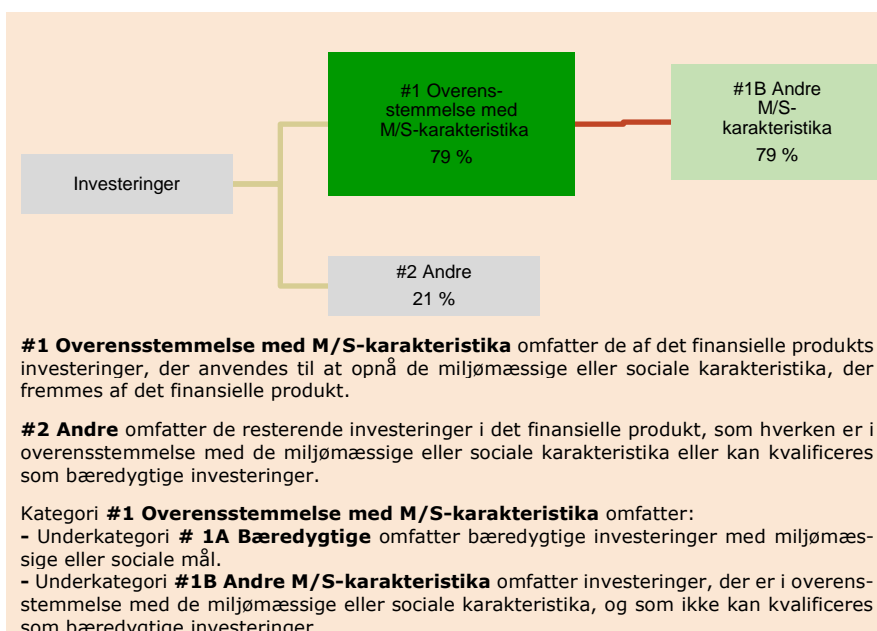 #1 Overens-
stemmelse med
M/S-karakteristika
79 %
#1B Andre
M/S-
karakteristika
79 %
Investeringer
#2 Andre
21 %
#1 Overensstemmelse med M/S-karakteristika omfatter de af det finansielle produkts
investeringer, der anvendes til at opnå de miljømæssige eller sociale karakteristika, der
fremmes af det finansielle produkt.
#2 Andre omfatter de resterende investeringer i det finansielle produkt, som hverken er i
overensstemmelse med de miljømæssige eller sociale karakteristika eller kan kvalificeres
som bæredygtige investeringer.
Kategori #1 Overensstemmelse med M/S-karakteristika omfatter:
- Underkategori # 1A Bæredygtige omfatter bæredygtige investeringer med miljømæs-
sige eller sociale mål.
- Underkategori #1B Andre M/S-karakteristika omfatter investeringer, der er i overens-
stemmelse med de miljømæssige eller sociale karakteristika, og som ikke kan kvalificeres
som bæredygtige investeringer